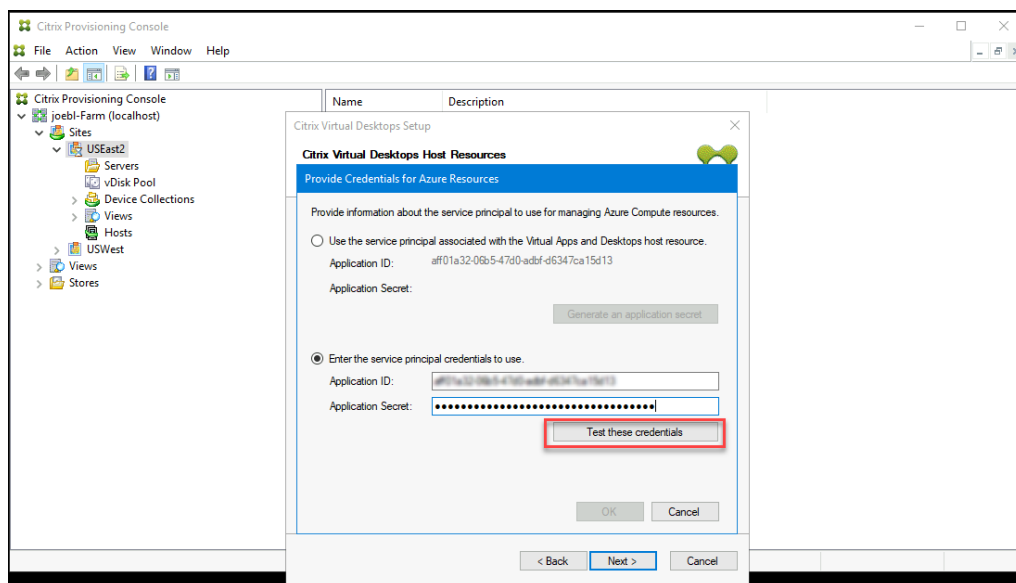 Citrix Provisioning Console
File Action View Window Help
Citrix Provisioning Console
joebl-Farm (localhost)
Sites
USEast2
Servers
vDisk Pool
Device Collections
Views
Hosts
USWest
Views
Stores
Name Description
Citrix Virtual Desktops Setup
Citrix Virtual Desktops Host Resources
Provide Credentials for Azure Resources
Provide information about the service principal to use for managing Azure Compute resources.
Use the service principal associated with the Virtual Apps and Desktops host resource.
Application ID: aff01a32-06b5-47d0-adbf-d6347ca15d13
Application Secret:
Generate an application secret
Enter the service principal credentials to use.
Application ID:
Application Secret:
Test these credentials
OK Cancel
< Back Next > Cancel